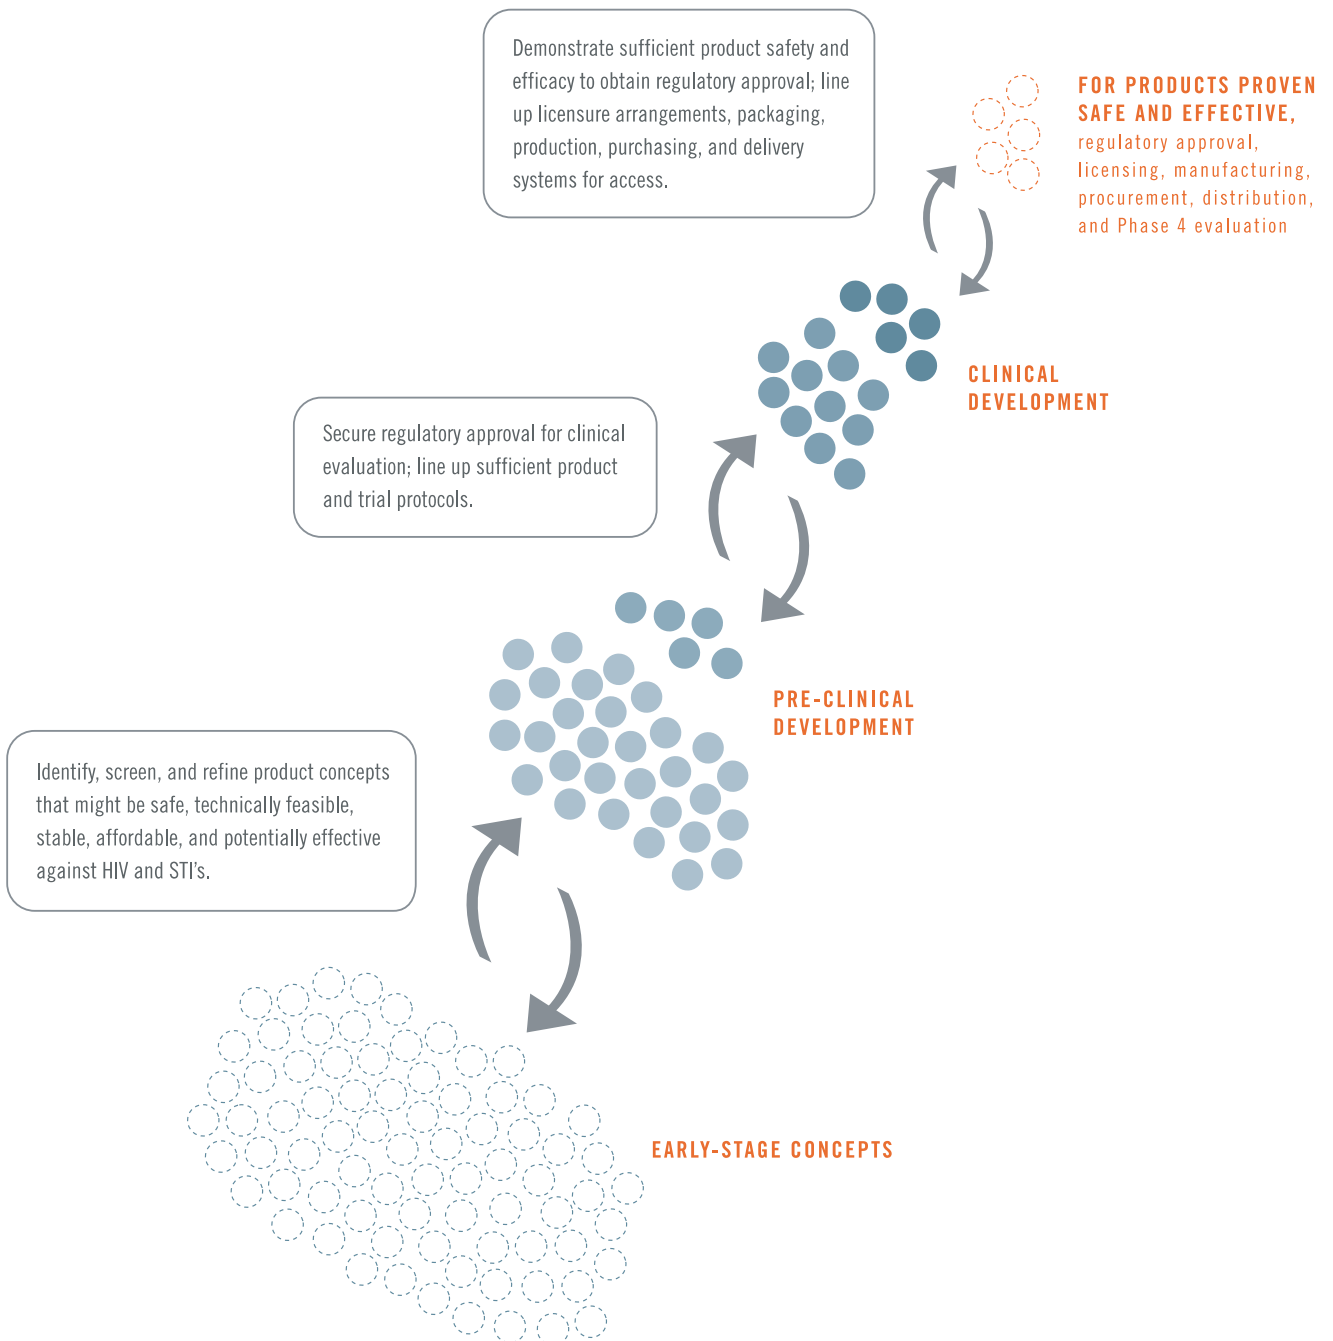 Demonstrate sufficient product safety and
efficacy to obtain regulatory approval; line
up licensure arrangements, packaging,
production, purchasing, and delivery
systems for access.
FOR PRODUCTS PROVEN
SAFE AND EFFECTIVE,
regulatory approval,
licensing, manufacturing,
procurement, distribution,
and Phase 4 evaluation
CLINICAL
DEVELOPMENT
Secure regulatory approval for clinical
evaluation; line up sufficient product
and trial protocols.
PRE-CLINICAL
DEVELOPMENT
Identify, screen, and refine product concepts
that might be safe, technically feasible,
stable, affordable, and potentially effective
against HIV and STI's.
EARLY-STAGE CONCEPTS